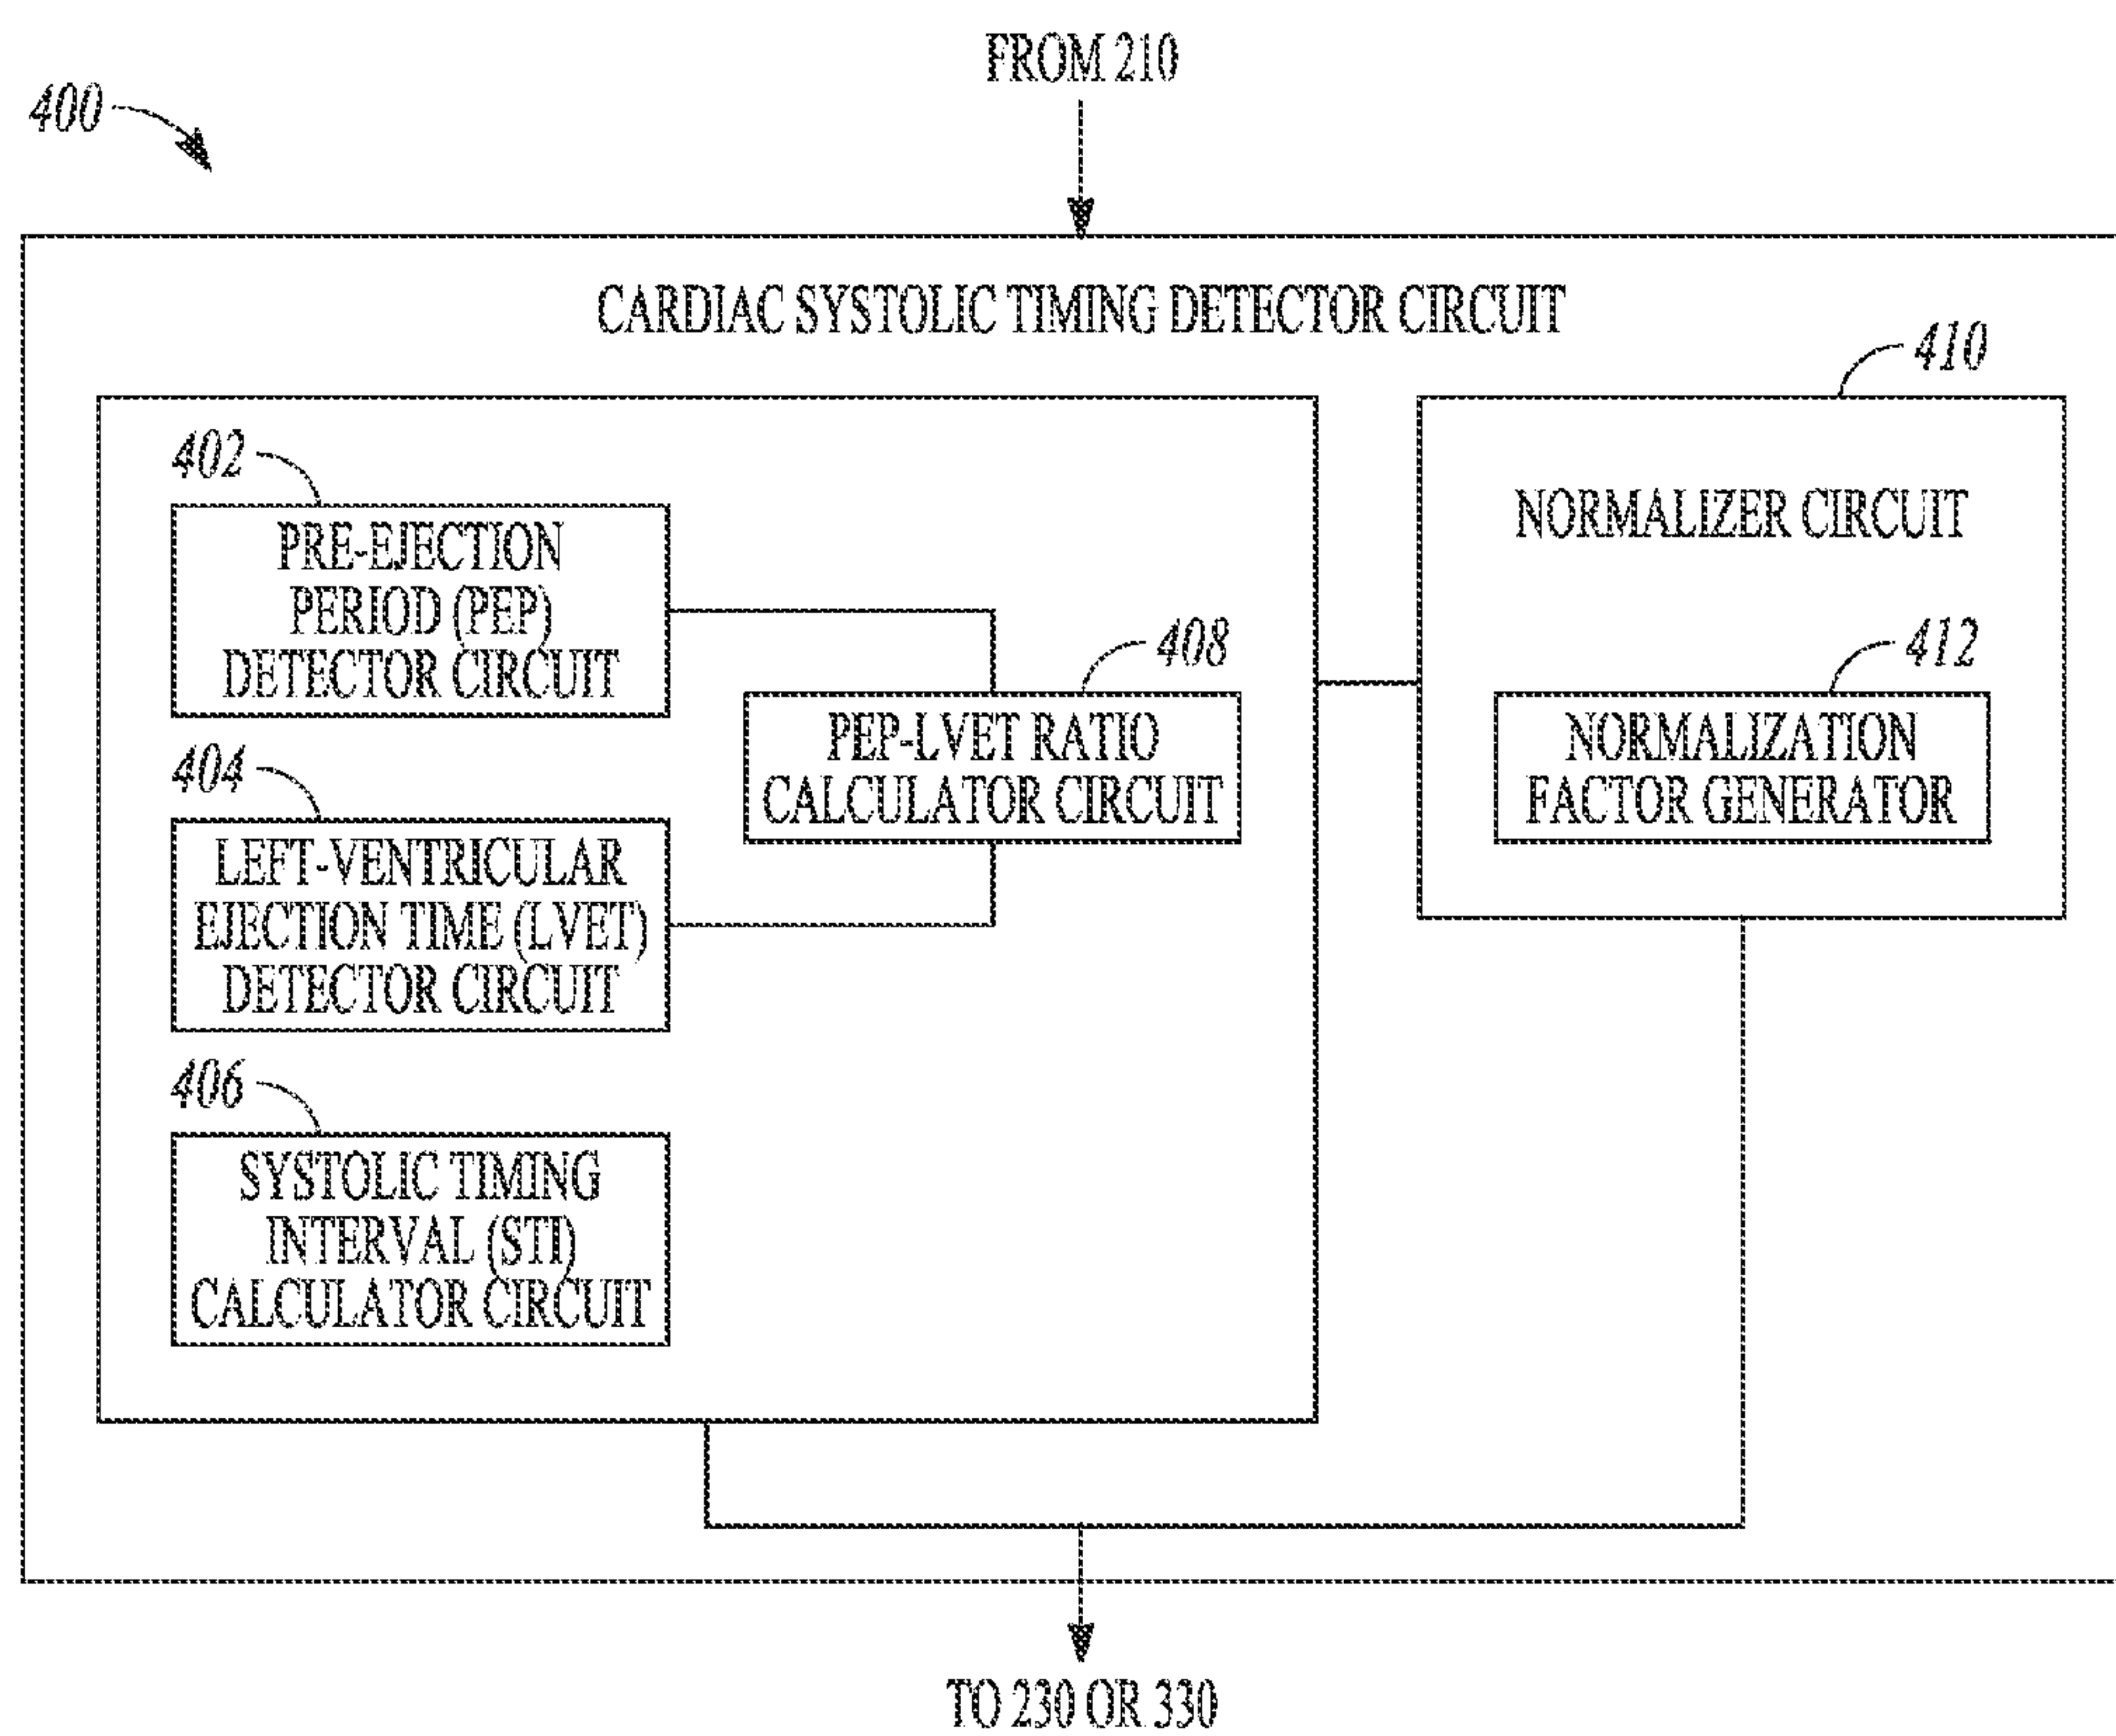 FROM 210
400
CARDIAC SYSTOLIC TIMING DETECTOR CIRCUIT
410
402
PRE-EJECTION
PERIOD (PEP)
DETECTOR CIRCUIT
NORMALIZER CIRCUIT
408
PEP-LVET RATIO
CALCULATOR CIRCUIT
412
NORMALIZATION
FACTOR GENERATOR
404
LEFT-VENTRICULAR
EJECTION TIME (LVET)
DETECTOR CIRCUIT
406
SYSTOLIC TIMING
INTERVAL (STI)
CALCULATOR CIRCUIT
TO 230 OR 330